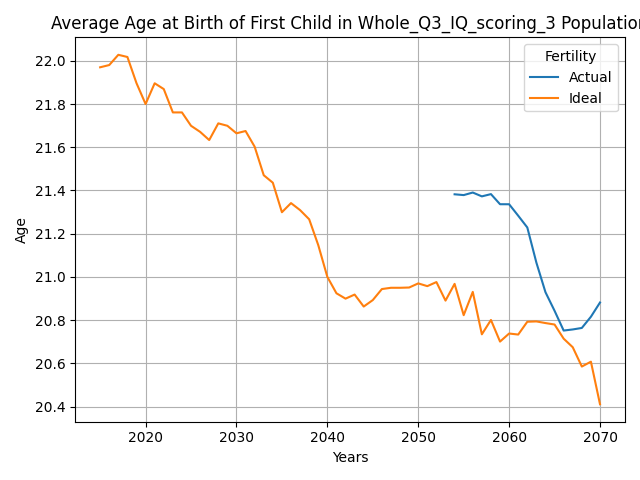 Average Age at Birth of First Child in Whole_Q3_IQ_scoring_3 Population
Fertility
Actual
Ideal
22.0
21.8
21.6
21.4
21.2
21.0
20.8
20.6
20.4
Age
2020 2030 2040 2050 2060 2070
Years